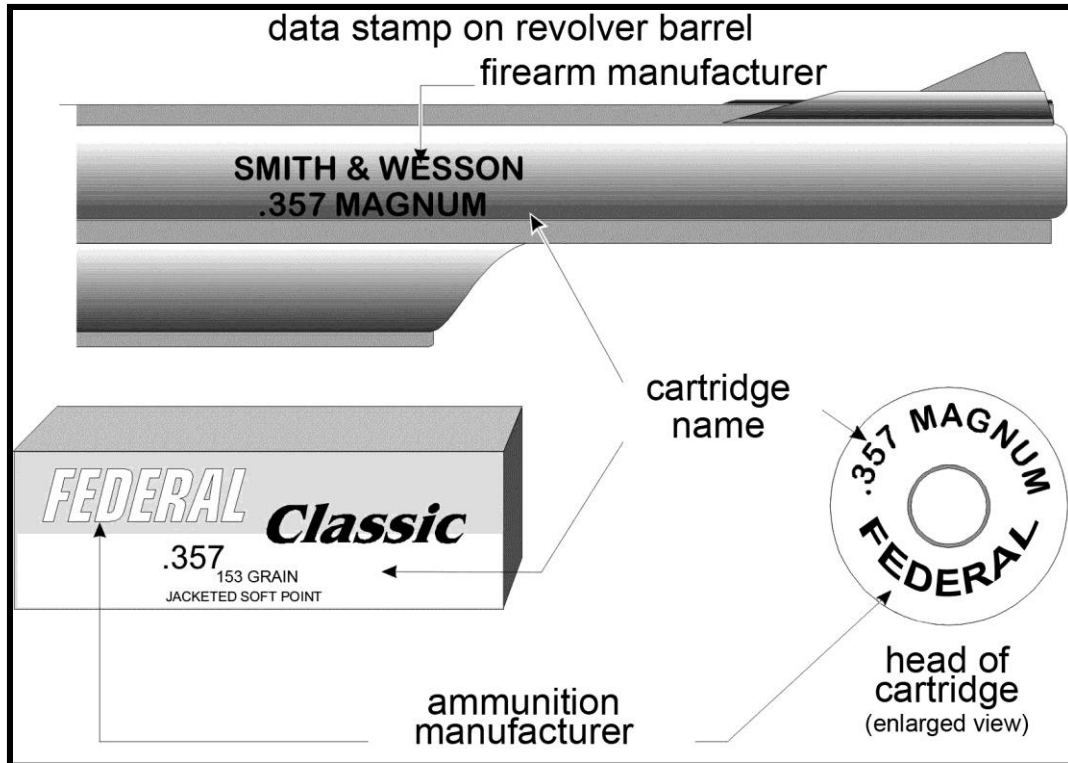 data stamp on revolver barrel
firearm manufacturer
SMITH & WESSON
.357 MAGNUM
cartridge
name
FEDERAL
Classic
.357
153 GRAIN
JACKETED SOFT POINT
.357 MAGNUM
FEDERAL
head of
cartridge
(enlarged view)
ammunition
manufacturer